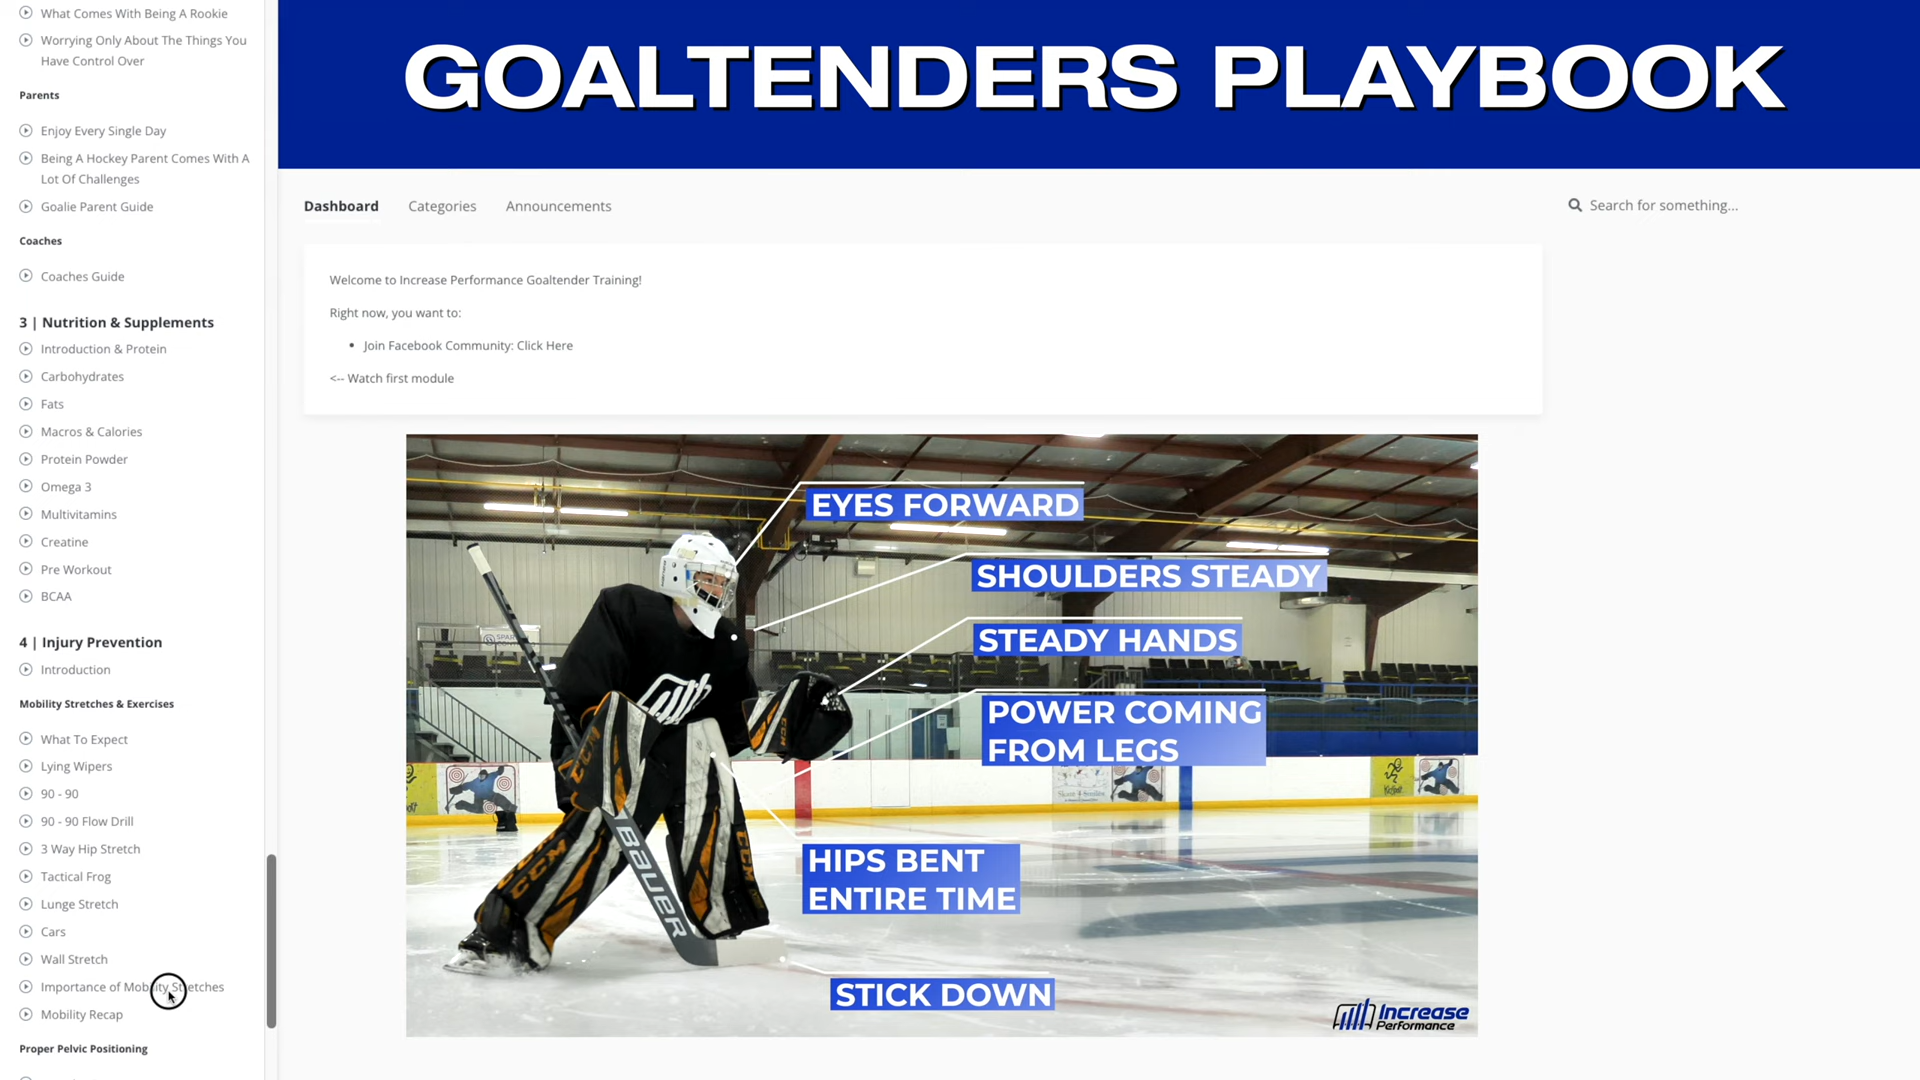 What Comes With Being A Rookie
Worrying Only About The Things You
Have Control Over
Parents
Enjoy Every Single Day
Being A Hockey Parent Comes With A
Lot Of Challenges
Goalie Parent Guide
Coaches
Coaches Guide
3 | Nutrition & Supplements
Introduction & Protein
Carbohydrates
Fats
Macros & Calories
Protein Powder
Omega 3
Multivitamins
Creatine
Pre Workout
BCAA
4 | Injury Prevention
Introduction
Mobility Stretches & Exercises
What To Expect
Lying Wipers
90 - 90
90 - 90 Flow Drill
3 Way Hip Stretch
Tactical Frog
Lunge Stretch
Cars
Wall Stretch
Importance of Mobility Stretches
Mobility Recap
Proper Pelvic Positioning
GOALTENDERS PLAYBOOK
Dashboard
Categories
Announcements
Search for something...
Welcome to Increase Performance Goaltender Training!
Right now, you want to:
• Join Facebook Community: Click Here
<-- Watch first module
EYES FORWARD
SHOULDERS STEADY
STEADY HANDS
POWER COMING
FROM LEGS
HIPS BENT
ENTIRE TIME
STICK DOWN
BAUER
CCM
Increase
Performance